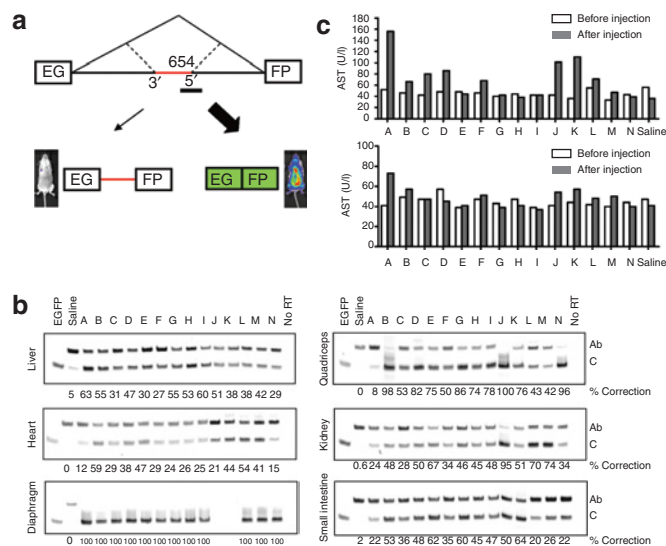 a
654
EG
FP
3′
5′
EG
FP
EG
FP
c
AST (U/l)
160
140
120
100
80
60
40
20
0
Before injection
After injection
A B C D E F G H I J K L M N Saline
AST (U/l)
100
80
60
40
20
0
Before injection
After injection
A B C D E F G H I J K L M N Saline
b
EGFP Saline A B C D E F G H I J K L M N No RT
Liver
5 63 55 31 47 30 27 55 53 60 51 38 38 42 29
Heart
0 12 59 29 38 47 29 24 26 25 21 44 54 41 15
Diaphragm
0 100 100 100 100 100 100 100 100 100 100 100 100
EGFP Saline A B C D E F G H I J K L M N No RT
Quadriceps
Ab
C
0 8 98 53 82 75 50 86 74 78 100 76 43 42 96 % Correction
Kidney
Ab
C
0.6 24 48 28 50 67 34 46 45 48 95 51 70 74 34 % Correction
Small intestine
Ab
C
2 22 53 36 48 62 35 60 45 47 50 64 20 26 22 % Correction